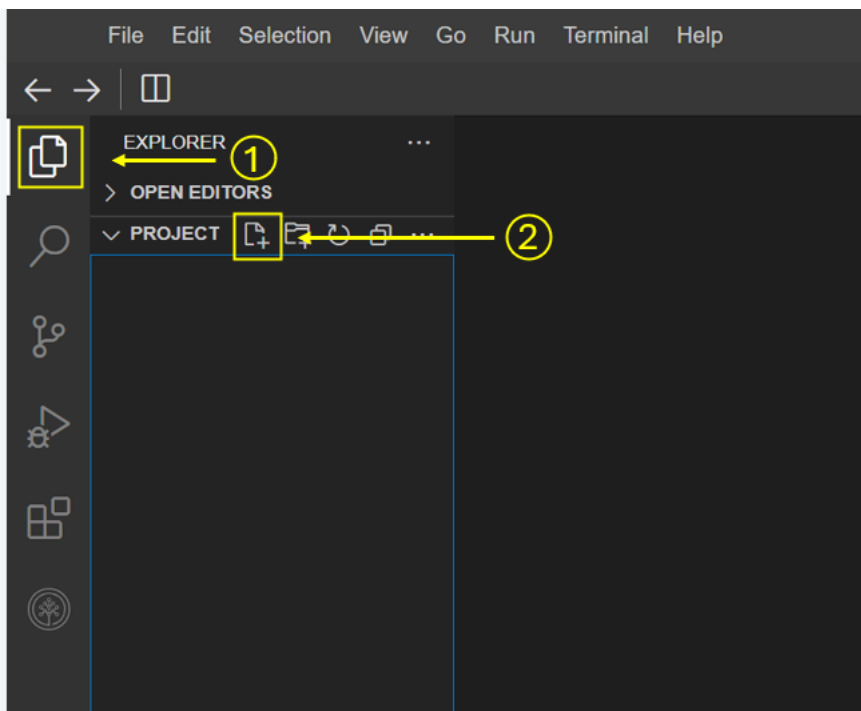 File Edit Selection View Go Run Terminal Help
EXPLORER
1
OPEN EDITORS
PROJECT
2